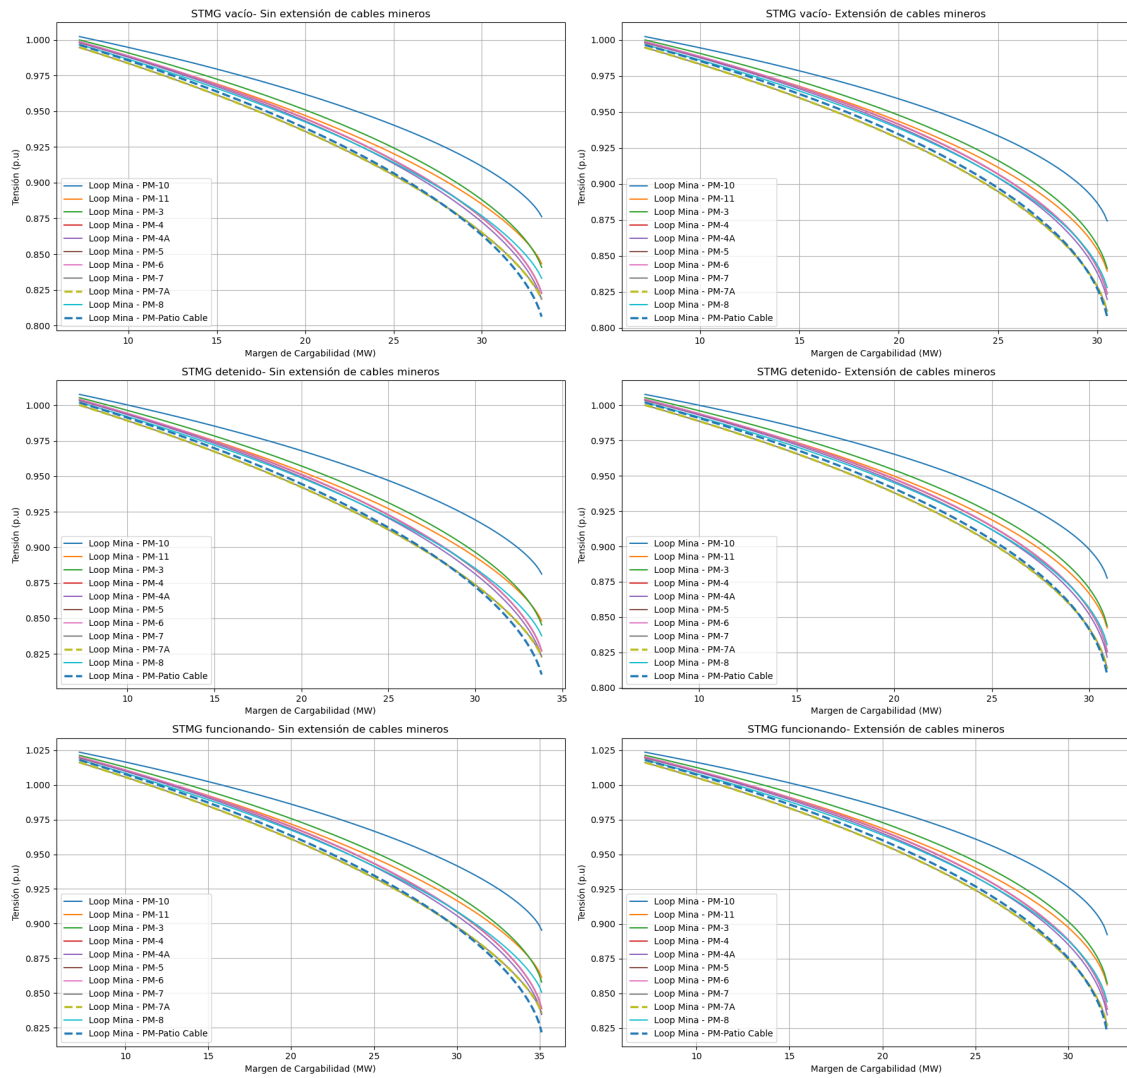 STMG vacío- Sin extensión de cables mineros
1.000
0.975
0.950
0.925
0.900
0.875
0.850
0.825
0.800
Tensión (p.u)
Loop Mina - PM-10
Loop Mina - PM-11
Loop Mina - PM-3
Loop Mina - PM-4
Loop Mina - PM-4A
Loop Mina - PM-5
Loop Mina - PM-6
Loop Mina - PM-7
Loop Mina - PM-7A
Loop Mina - PM-8
Loop Mina - PM-Patio Cable
10 15 20 25 30
Margen de Cargabilidad (MW)
STMG vacío- Extensión de cables mineros
1.000
0.975
0.950
0.925
0.900
0.875
0.850
0.825
0.800
Tensión (p.u)
Loop Mina - PM-10
Loop Mina - PM-11
Loop Mina - PM-3
Loop Mina - PM-4
Loop Mina - PM-4A
Loop Mina - PM-5
Loop Mina - PM-6
Loop Mina - PM-7
Loop Mina - PM-7A
Loop Mina - PM-8
Loop Mina - PM-Patio Cable
10 15 20 25 30
Margen de Cargabilidad (MW)
STMG detenido- Sin extensión de cables mineros
1.000
0.975
0.950
0.925
0.900
0.875
0.850
0.825
Tensión (p.u)
Loop Mina - PM-10
Loop Mina - PM-11
Loop Mina - PM-3
Loop Mina - PM-4
Loop Mina - PM-4A
Loop Mina - PM-5
Loop Mina - PM-6
Loop Mina - PM-7
Loop Mina - PM-7A
Loop Mina - PM-8
Loop Mina - PM-Patio Cable
10 15 20 25 30 35
Margen de Cargabilidad (MW)
STMG detenido- Extensión de cables mineros
1.000
0.975
0.950
0.925
0.900
0.875
0.850
0.825
0.800
Tensión (p.u)
Loop Mina - PM-10
Loop Mina - PM-11
Loop Mina - PM-3
Loop Mina - PM-4
Loop Mina - PM-4A
Loop Mina - PM-5
Loop Mina - PM-6
Loop Mina - PM-7
Loop Mina - PM-7A
Loop Mina - PM-8
Loop Mina - PM-Patio Cable
10 15 20 25 30
Margen de Cargabilidad (MW)
STMG funcionando- Sin extensión de cables mineros
1.025
1.000
0.975
0.950
0.925
0.900
0.875
0.850
0.825
Tensión (p.u)
Loop Mina - PM-10
Loop Mina - PM-11
Loop Mina - PM-3
Loop Mina - PM-4
Loop Mina - PM-4A
Loop Mina - PM-5
Loop Mina - PM-6
Loop Mina - PM-7
Loop Mina - PM-7A
Loop Mina - PM-8
Loop Mina - PM-Patio Cable
10 15 20 25 30 35
Margen de Cargabilidad (MW)
STMG funcionando- Extensión de cables mineros
1.025
1.000
0.975
0.950
0.925
0.900
0.875
0.850
0.825
Tensión (p.u)
Loop Mina - PM-10
Loop Mina - PM-11
Loop Mina - PM-3
Loop Mina - PM-4
Loop Mina - PM-4A
Loop Mina - PM-5
Loop Mina - PM-6
Loop Mina - PM-7
Loop Mina - PM-7A
Loop Mina - PM-8
Loop Mina - PM-Patio Cable
10 15 20 25 30
Margen de Cargabilidad (MW)